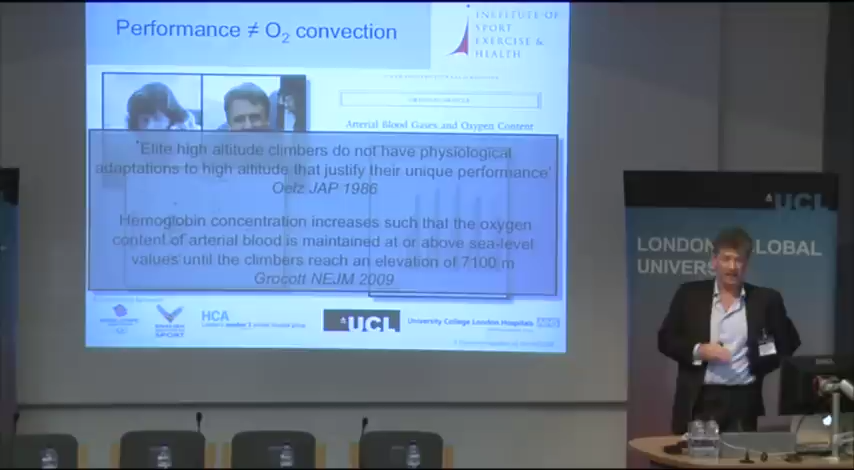 Performance ≠ O2 convection
INSTITUTE OF
SPORT
EXERCISE &
HEALTH
Arterial Blood Gases and Oxygen Content
'Elite high altitude climbers do not have physiological
adaptations to high altitude that justify their unique performance'
Oelz JAP 1986
Hemoglobin concentration increases such that the oxygen
content of arterial blood is maintained at or above sea-level
values until the climbers reach an elevation of 7100 m
Grocott NEJM 2009
SPORT
HCA
UCL
University College London Hospitals NHS
UCL
LONDON'S GLOBAL
UNIVERS
DELL